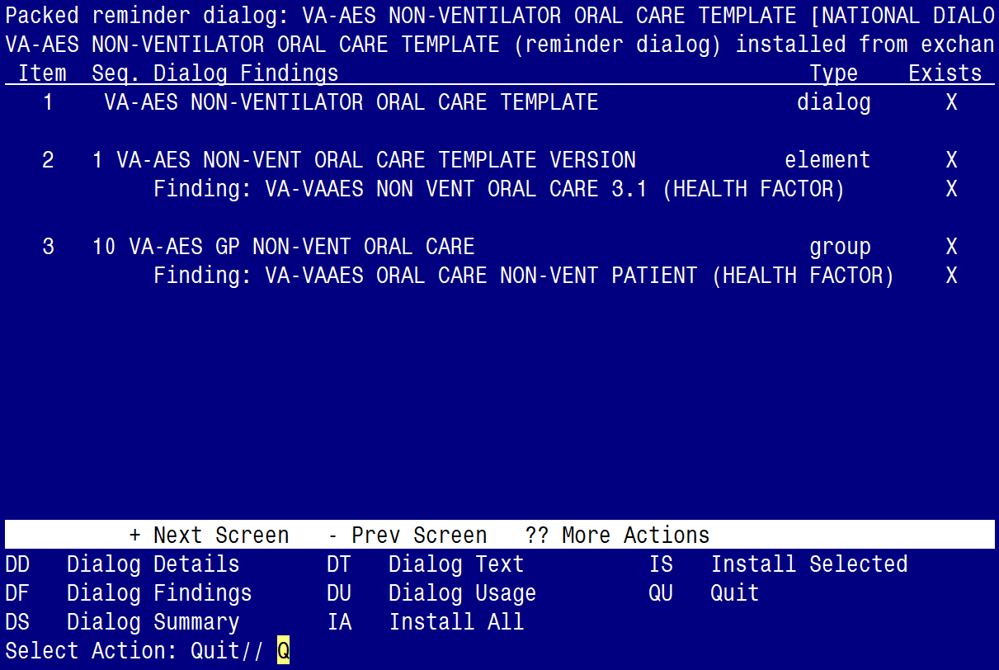 Packed reminder dialog: VA-AES NON-VENTILATOR ORAL CARE TEMPLATE [NATIONAL DIALO
VA-AES NON-VENTILATOR ORAL CARE TEMPLATE (reminder dialog) installed from exchan
Item Seq. Dialog Findings Type Exists
1 VA-AES NON-VENTILATOR ORAL CARE TEMPLATE dialog X
2 1 VA-AES NON-VENT ORAL CARE TEMPLATE VERSION element X
Finding: VA-VAAES NON VENT ORAL CARE 3.1 (HEALTH FACTOR) X
3 10 VA-AES GP NON-VENT ORAL CARE group X
Finding: VA-VAAES ORAL CARE NON-VENT PATIENT (HEALTH FACTOR) X
+ Next Screen - Prev Screen ?? More Actions
DD Dialog Details DT Dialog Text IS Install Selected
DF Dialog Findings DU Dialog Usage QU Quit
DS Dialog Summary IA Install All
Select Action: Quit// Q